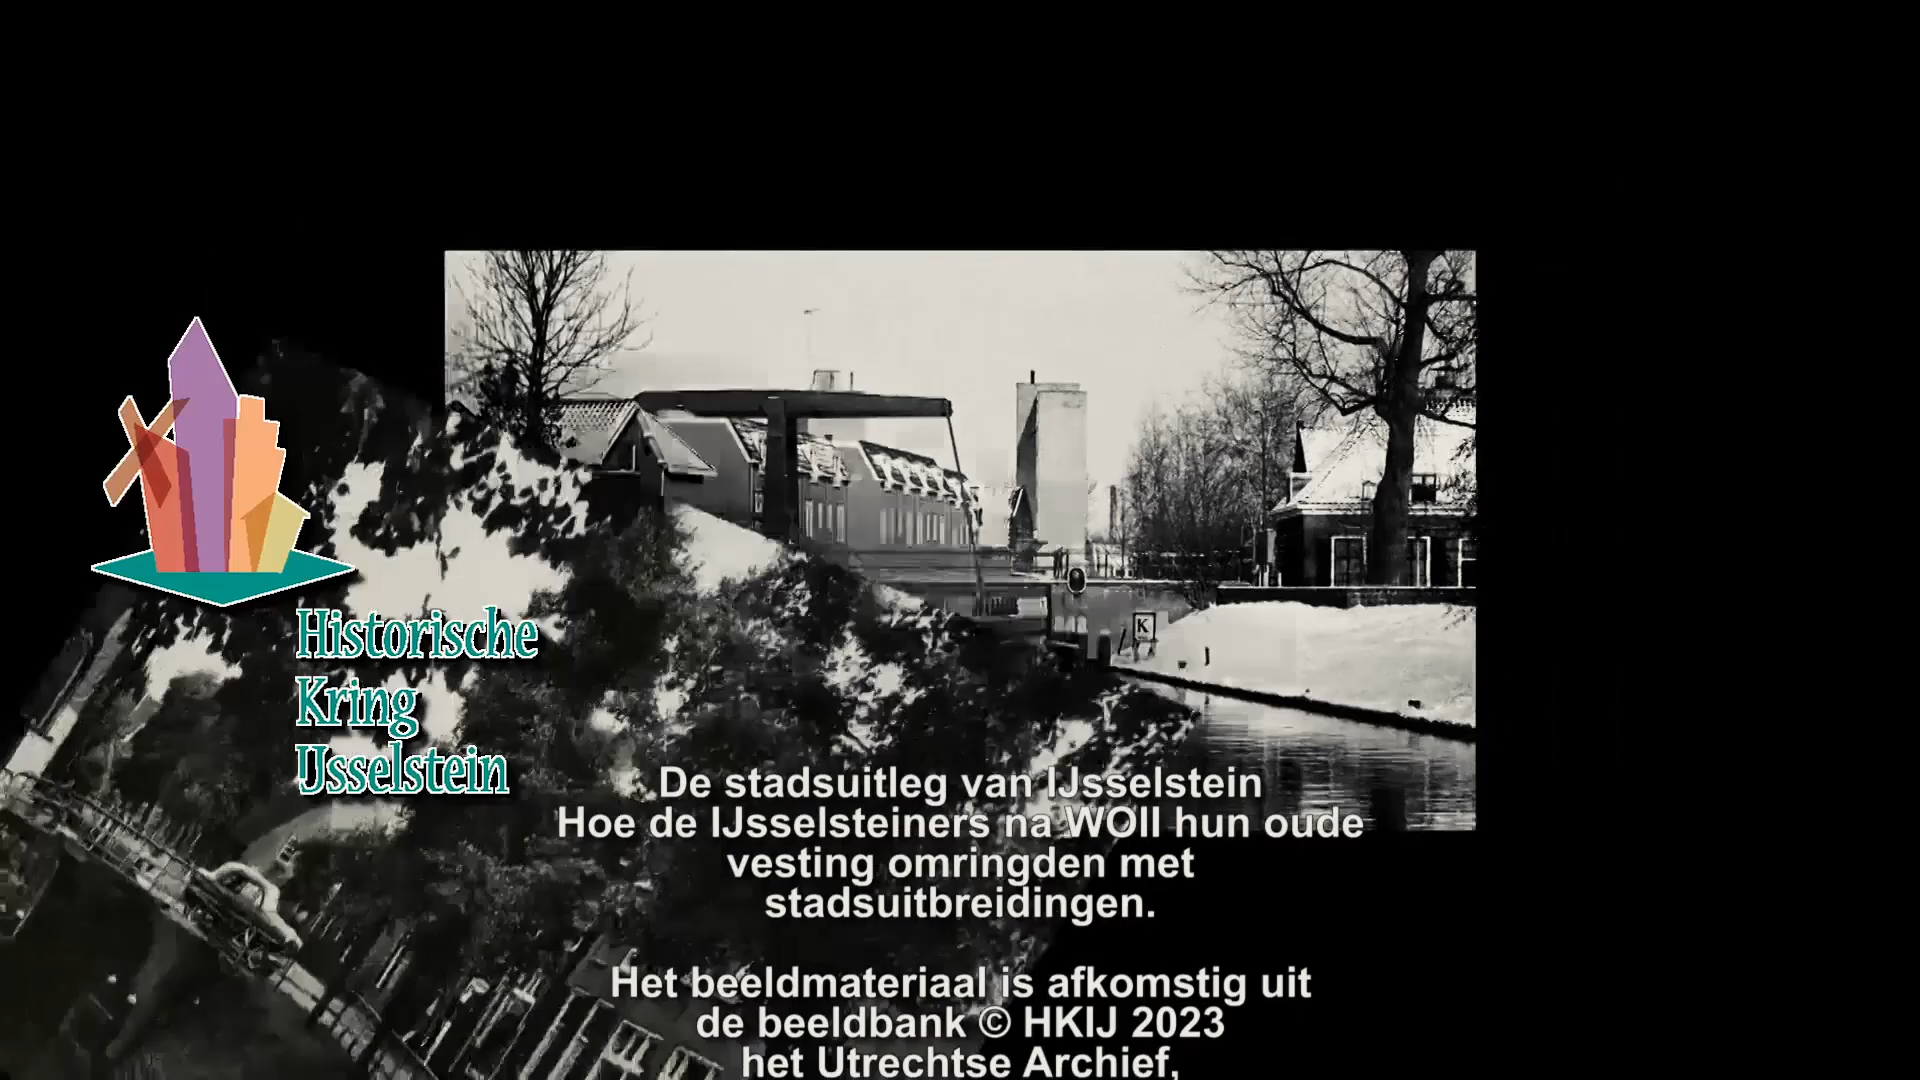 Historische
Kring
IJsselstein
K
De stadsuitleg van IJsselstein
Hoe de IJsselsteiners na WOII hun oude
vesting omringden met
stadsuitbreidingen.
Het beeldmateriaal is afkomstig uit
de beeldbank © HKIJ 2023
het Utrechtse Archief,